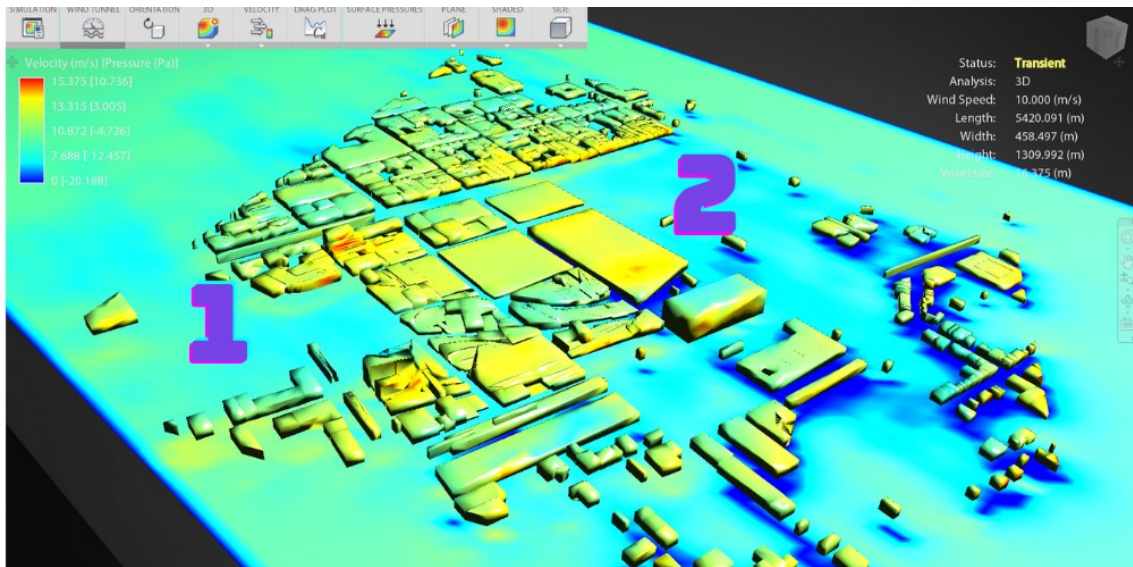 SIMULATION WIND TUNNEL ORIENTATION 3D VELOCITY DRAG PLOT SURFACE PRESSURES PLANE SHADED SIDE
Velocity (m/s) [Pressure (Pa)]
15.375 [10.736]
13.315 [3.005]
10.872 [-4.726]
7.688 [-12.457]
0 [-20.188]
Status: Transient
Analysis: 3D
Wind Speed: 10.000 (m/s)
Length: 5420.091 (m)
Width: 458.497 (m)
Height: 1309.992 (m)
Voxel size: 16.375 (m)
2
1